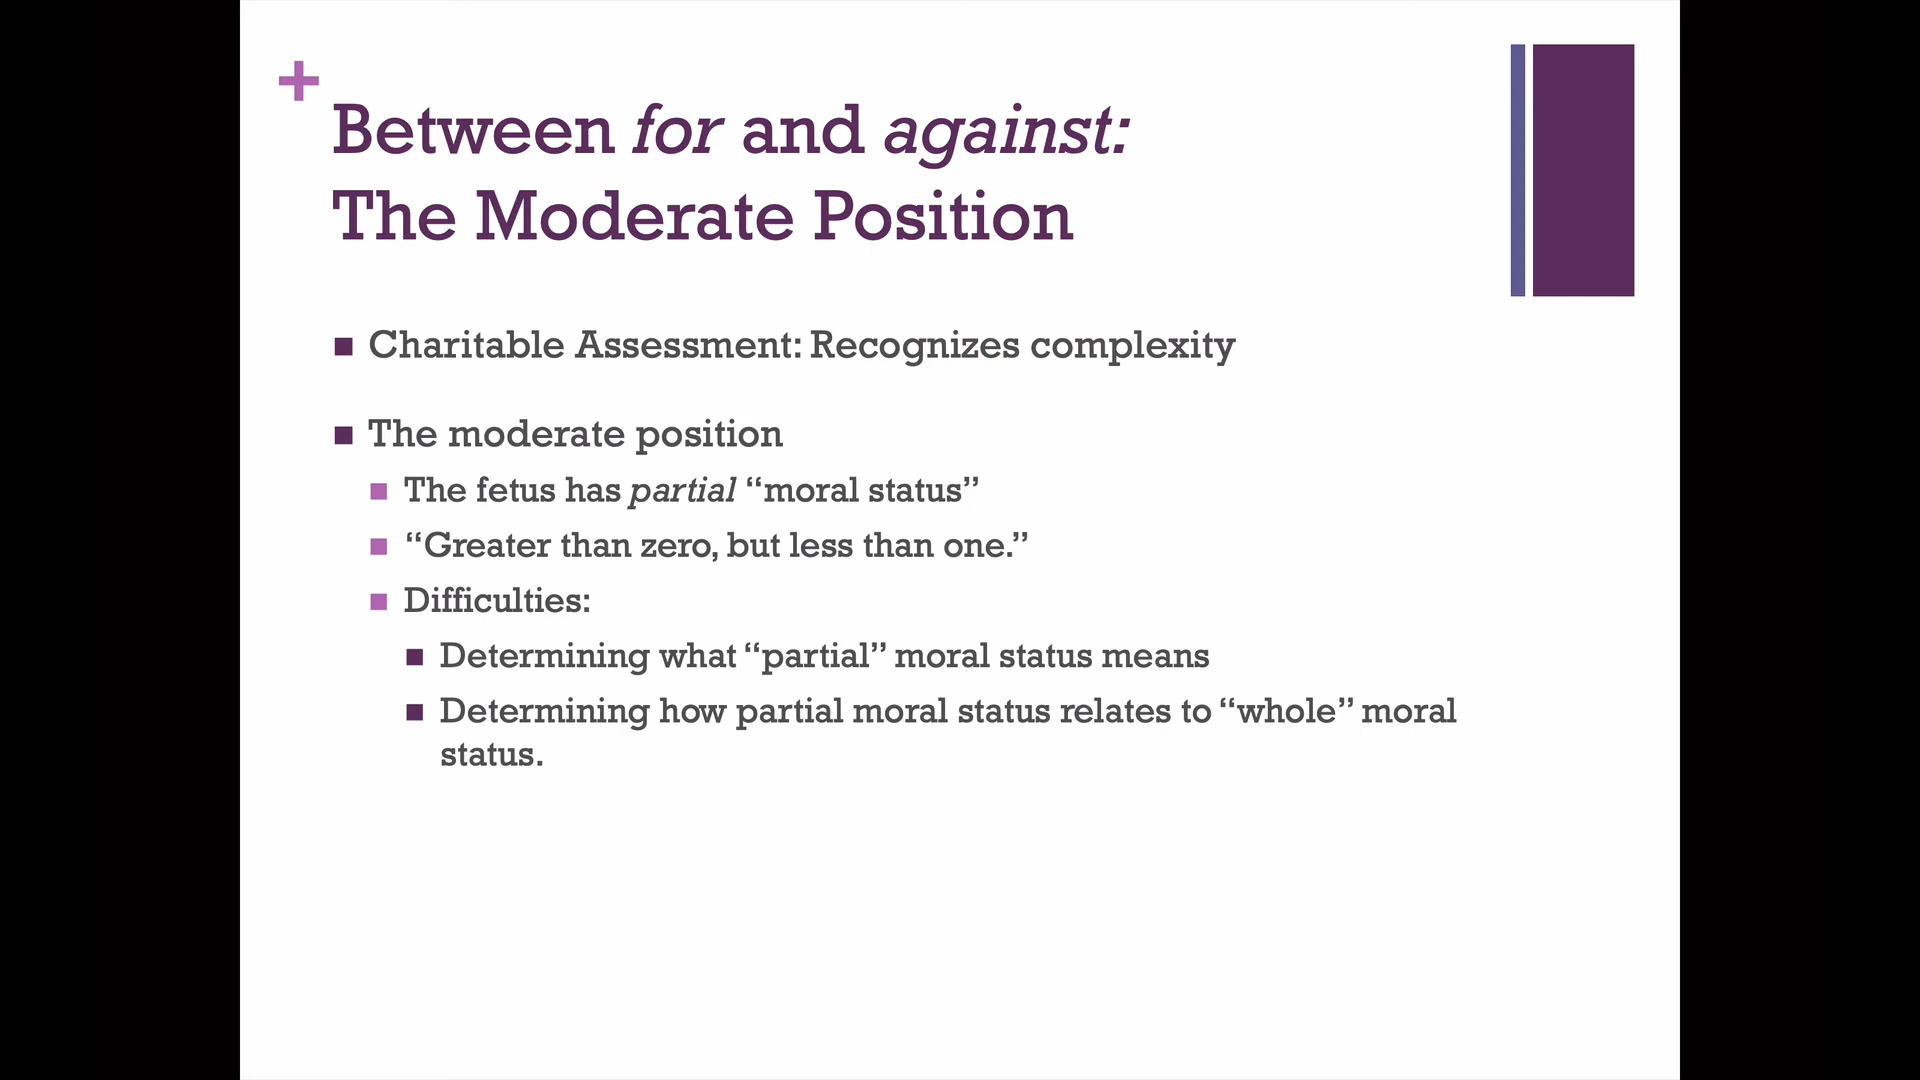 Between for and against:
The Moderate Position
Charitable Assessment: Recognizes complexity
The moderate position
The fetus has partial “moral status”
“Greater than zero, but less than one.”
Difficulties:
Determining what “partial” moral status means
Determining how partial moral status relates to “whole” moral
status.